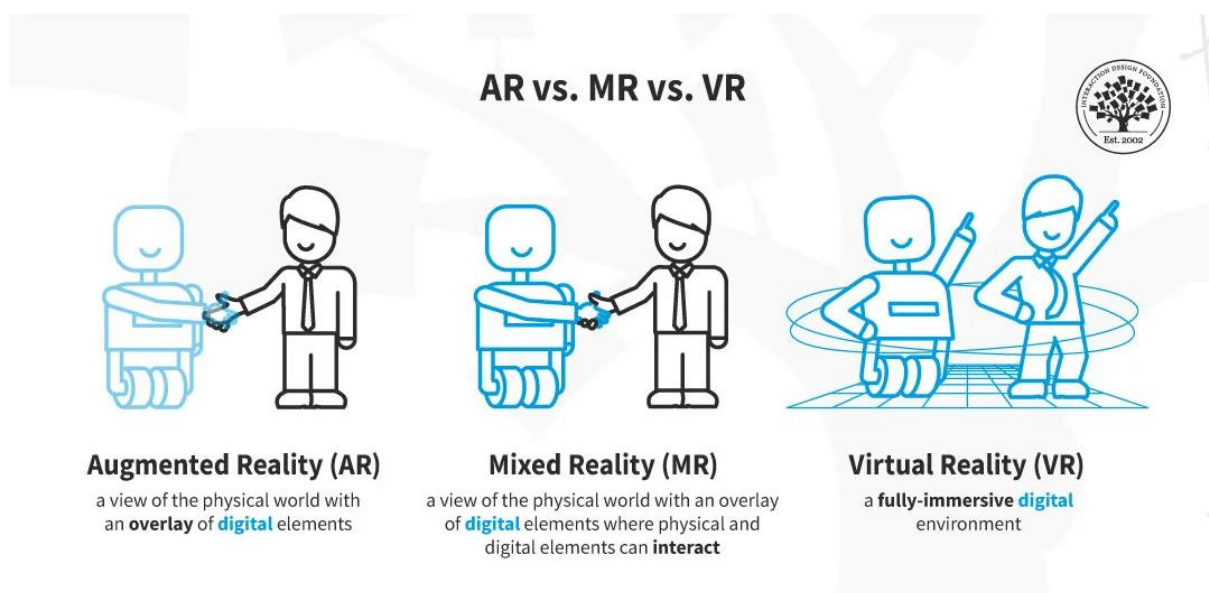 AR vs. MR vs. VR
INTERACTION DESIGN FOUNDATION
Est. 2002
Augmented Reality (AR)
a view of the physical world with
an overlay of digital elements
Mixed Reality (MR)
a view of the physical world with an overlay
of digital elements where physical and
digital elements can interact
Virtual Reality (VR)
a fully-immersive digital
environment